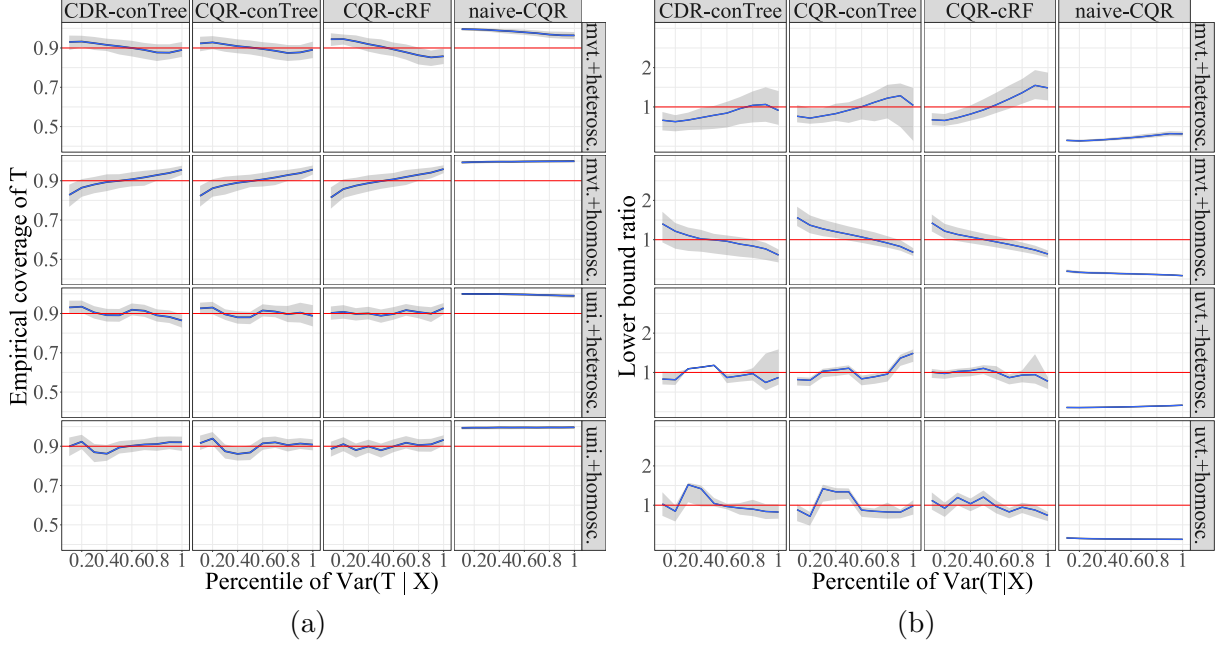 CDR-conTree CQR-conTree CQR-cRF naive-CQR
0.9
0.7
0.5
mvt.+heterosc.
0.9
0.7
0.5
mvt.+homosc.
0.9
0.7
0.5
uni.+heterosc.
0.9
0.7
0.5
uni.+homosc.
Empirical coverage of T
0.20.40.60.8 1 0.20.40.60.8 1 0.20.40.60.8 1 0.20.40.60.8 1
Percentile of Var(T | X)
(a)
CDR-conTree CQR-conTree CQR-cRF naive-CQR
2
1
mvt.+heterosc.
2
1
mvt.+homosc.
2
1
uvt.+heterosc.
2
1
uvt.+homosc.
Lower bound ratio
0.20.40.60.8 1 0.20.40.60.8 1 0.20.40.60.8 1 0.20.40.60.8 1
Percentile of Var(T|X)
(b)